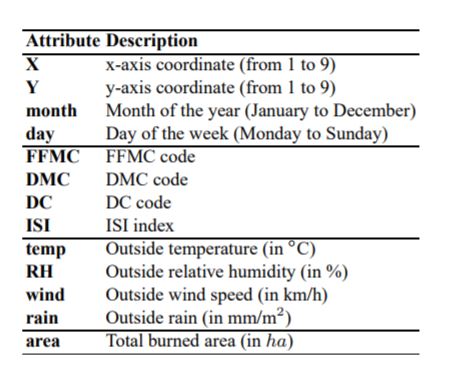 Attribute Description
X x-axis coordinate (from 1 to 9)
Y y-axis coordinate (from 1 to 9)
month Month of the year (January to December)
day Day of the week (Monday to Sunday)
FFMC FFMC code
DMC DMC code
DC DC code
ISI ISI index
temp Outside temperature (in °C)
RH Outside relative humidity (in %)
wind Outside wind speed (in km/h)
rain Outside rain (in mm/m²)
area Total burned area (in ha)